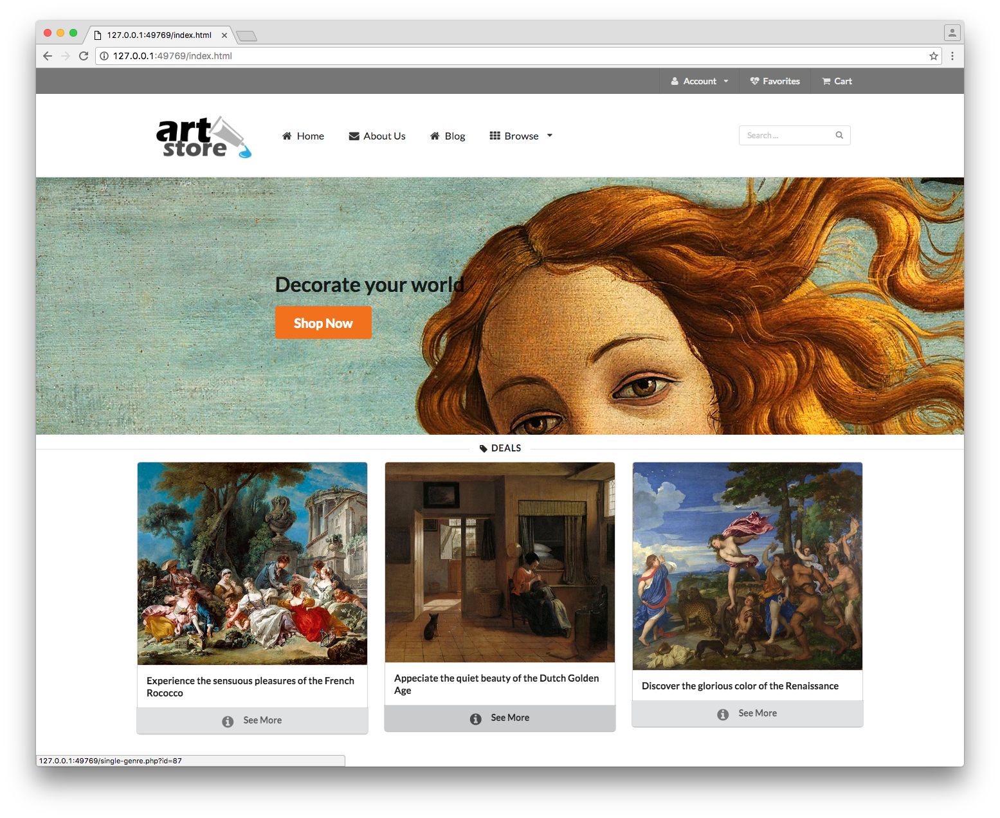 127.0.0.1:49769/index.html
127.0.0.1:49769/index.html
Account Favorites Cart
art store
Home About Us Blog Browse
Search ...
Decorate your world
Shop Now
DEALS
Experience the sensuous pleasures of the French
Rococco
See More
Appeciate the quiet beauty of the Dutch Golden
Age
See More
Discover the glorious color of the Renaissance
See More
127.0.0.1:49769/single-genre.php?id=87